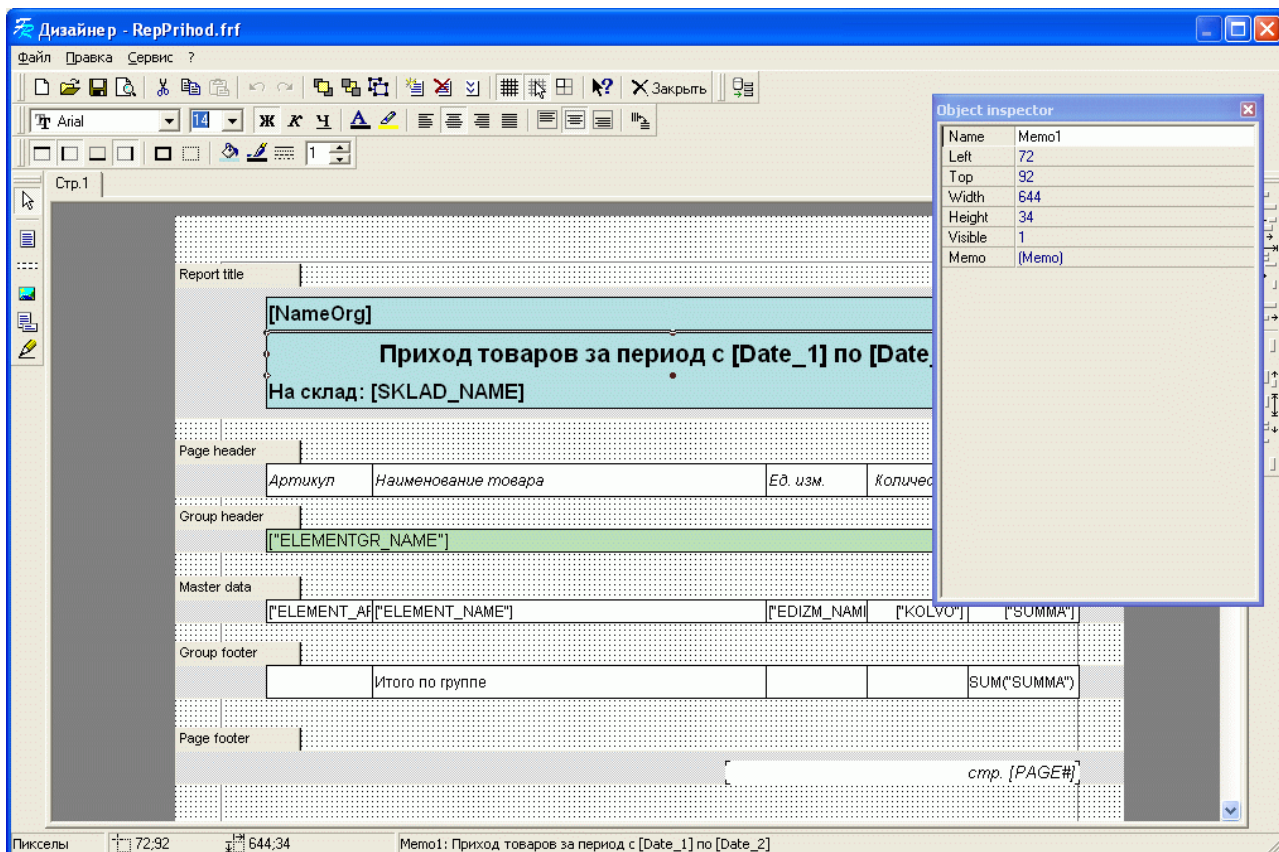 Дизайнер - RepPrihod.frf
Файл Правка Сервис ?
Закрыть
Arial 14 Ж К Ч А
1
Стр.1
Object inspector
Name Memo1
Left 72
Top 92
Width 644
Height 34
Visible 1
Memo (Memo)
Report title
[NameOrg]
Приход товаров за период с [Date_1] по [Date_
На склад: [SKLAD_NAME]
Page header
Артикул Наименование товара Ед. изм. Количес
Group header
["ELEMENTGR_NAME"]
Master data
["ELEMENT_AR ["ELEMENT_NAME"] ["EDIZM_NAMI ["KOLVO"] ["SUMMA"]
Group footer
Итого по группе SUM("SUMMA")
Page footer
стр. [PAGE#]
Пикселы 72;92 644;34 Memo1: Приход товаров за период с [Date_1] по [Date_2]